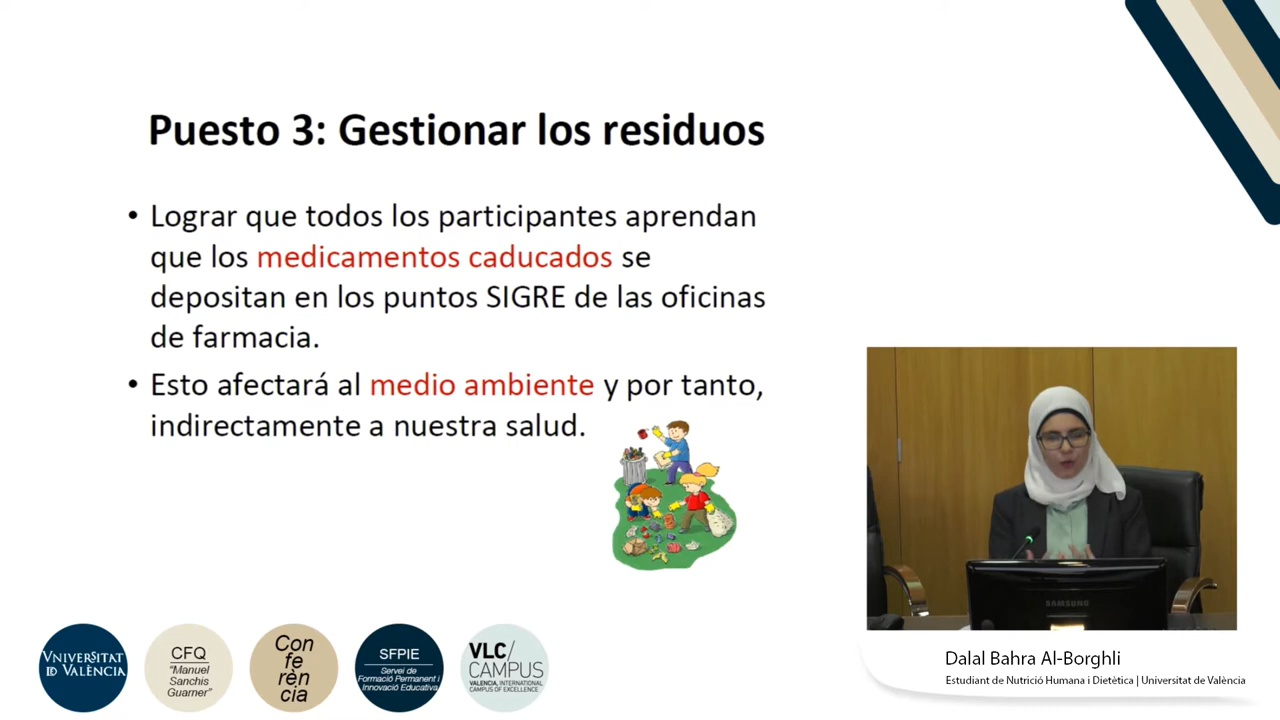 Puesto 3: Gestionar los residuos
• Lograr que todos los participantes aprendan
que los medicamentos caducados se
depositan en los puntos SIGRE de las oficinas
de farmacia.
• Esto afectará al medio ambiente y por tanto,
indirectamente a nuestra salud.
SAMSUNG
Dalal Bahra Al-Borghli
Estudiant de Nutrició Humana i Dietètica | Universitat de València
VNIVERSITAT
ID VALÈNCIA
CFQ
"Manuel
Sanchis
Guarner"
Con
fe
rèn
cia
SFPIE
Servei de
Formació Permanent i
Innovació Educativa
VLC/
CAMPUS
VALENCIA, INTERNATIONAL
CAMPUS OF EXCELLENCE